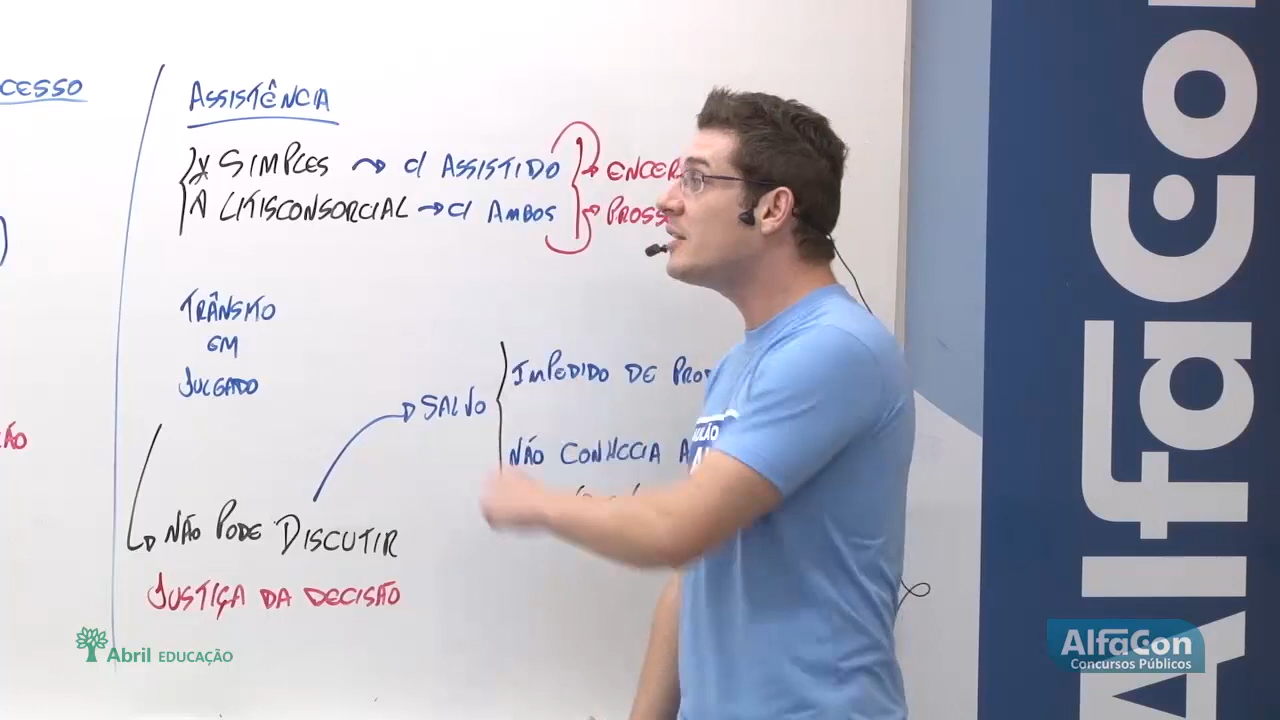 CESSO
ASSISTÊNCIA
SIMPLES → C/ ASSISTIDO
LITISCONSORCIAL → C/ AMBOS
ENCER
PROSS
TRÂNSITO
EM
JULGADO
SALVO
IMPEDIDO DE PRO
NÃO CONHECIA A
ÃO
NÃO PODE DISCUTIR
JUSTIÇA DA DECISÃO
Abril EDUCAÇÃO
AlfaCon
Concursos Públicos
AlfaCon